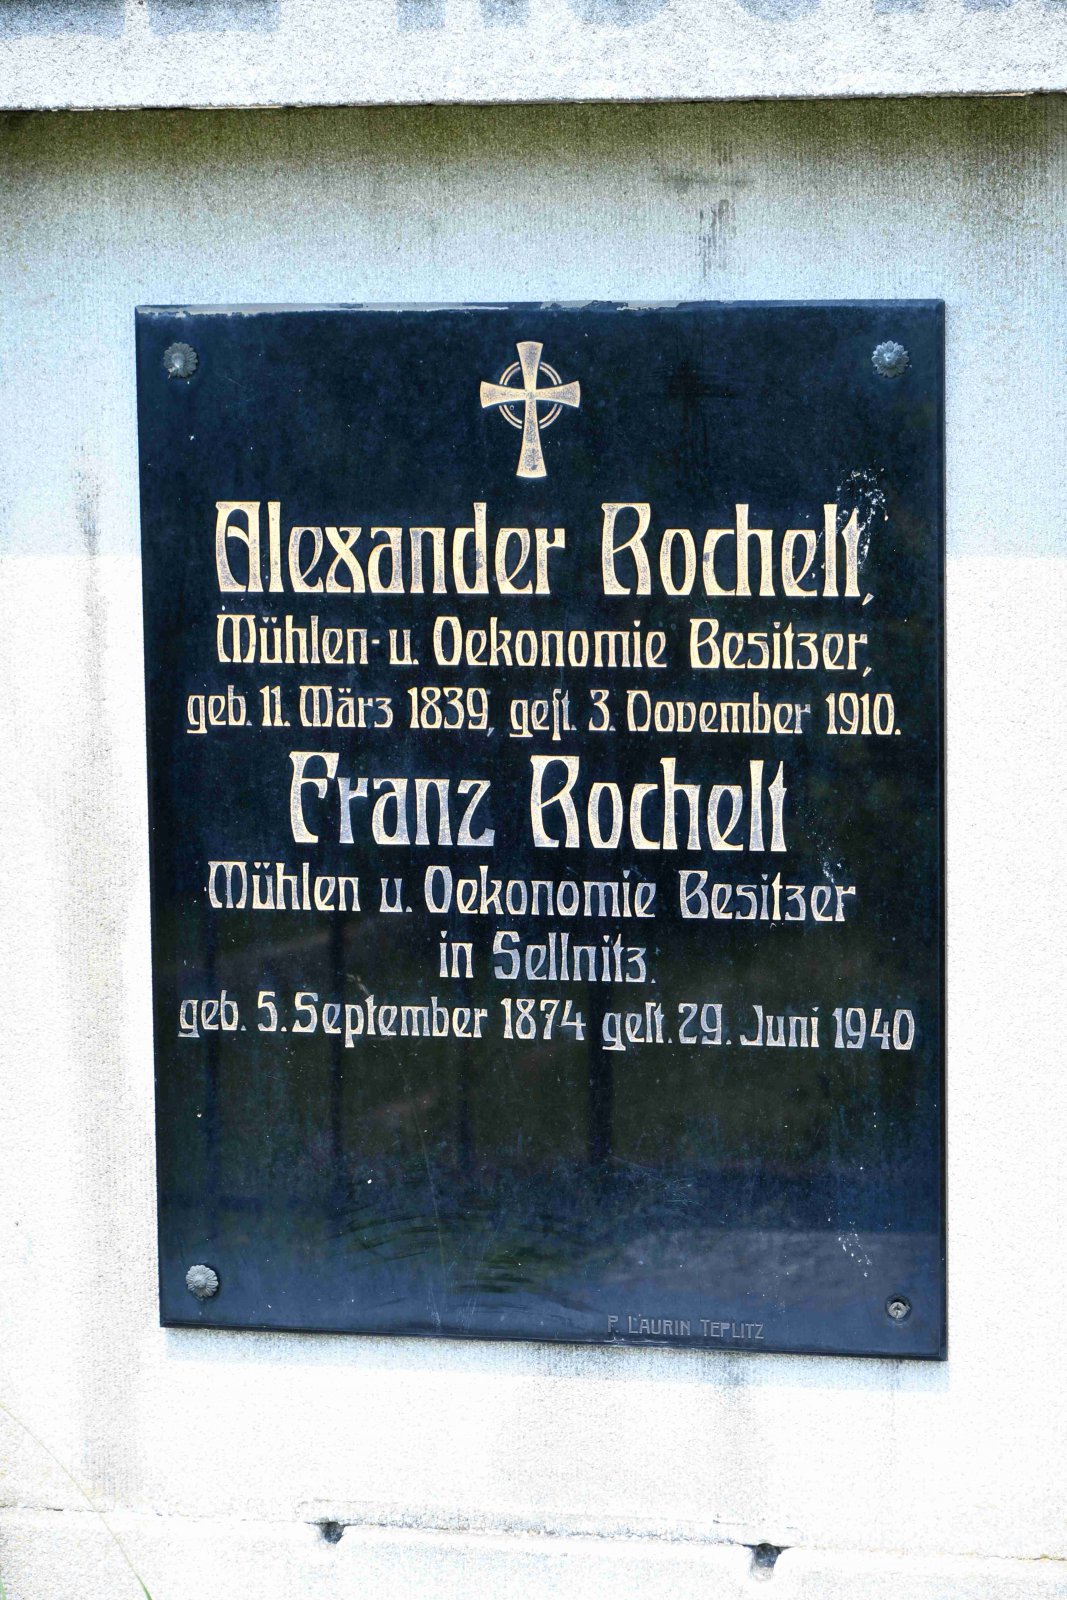 Alexander Rochelt,
Mühlen- u. Oekonomie Besitzer,
geb. 11. März 1839, gest. 3. November 1910.
Franz Rochelt
Mühlen u. Oekonomie Besitzer
in Sellnitz.
geb. 5. September 1874 gest. 29. Juni 1940
P. LAURIN TEPLITZ